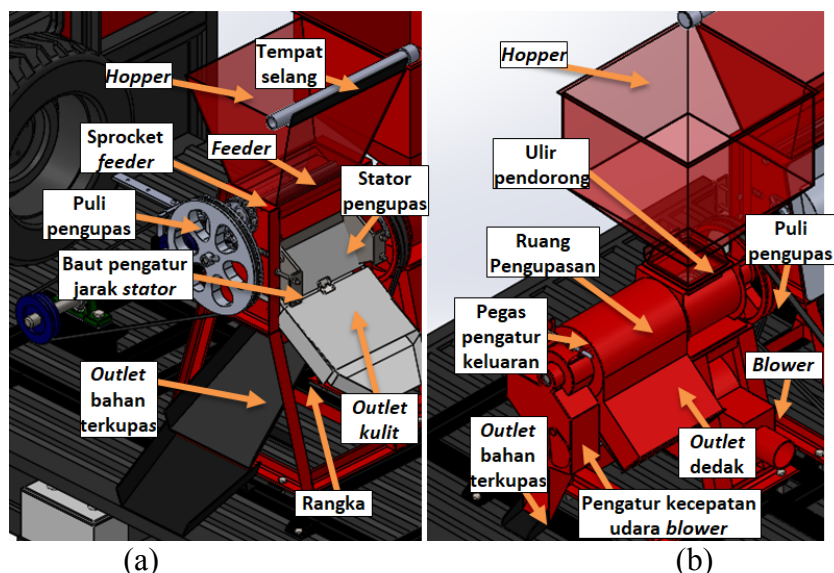 Hopper
Tempat
selang
Sprocket
feeder
Feeder
Stator
pengupas
Puli
pengupas
Baut pengatur
jarak stator
Outlet
bahan
terkupas
Outlet
kulit
Rangka
(a)
Hopper
Ulir
pendorong
Puli
pengupas
Ruang
Pengupasan
Pegas
pengatur
keluaran
Blower
Outlet
bahan
terkupas
Outlet
dedak
Pengatur kecepatan
udara blower
(b)